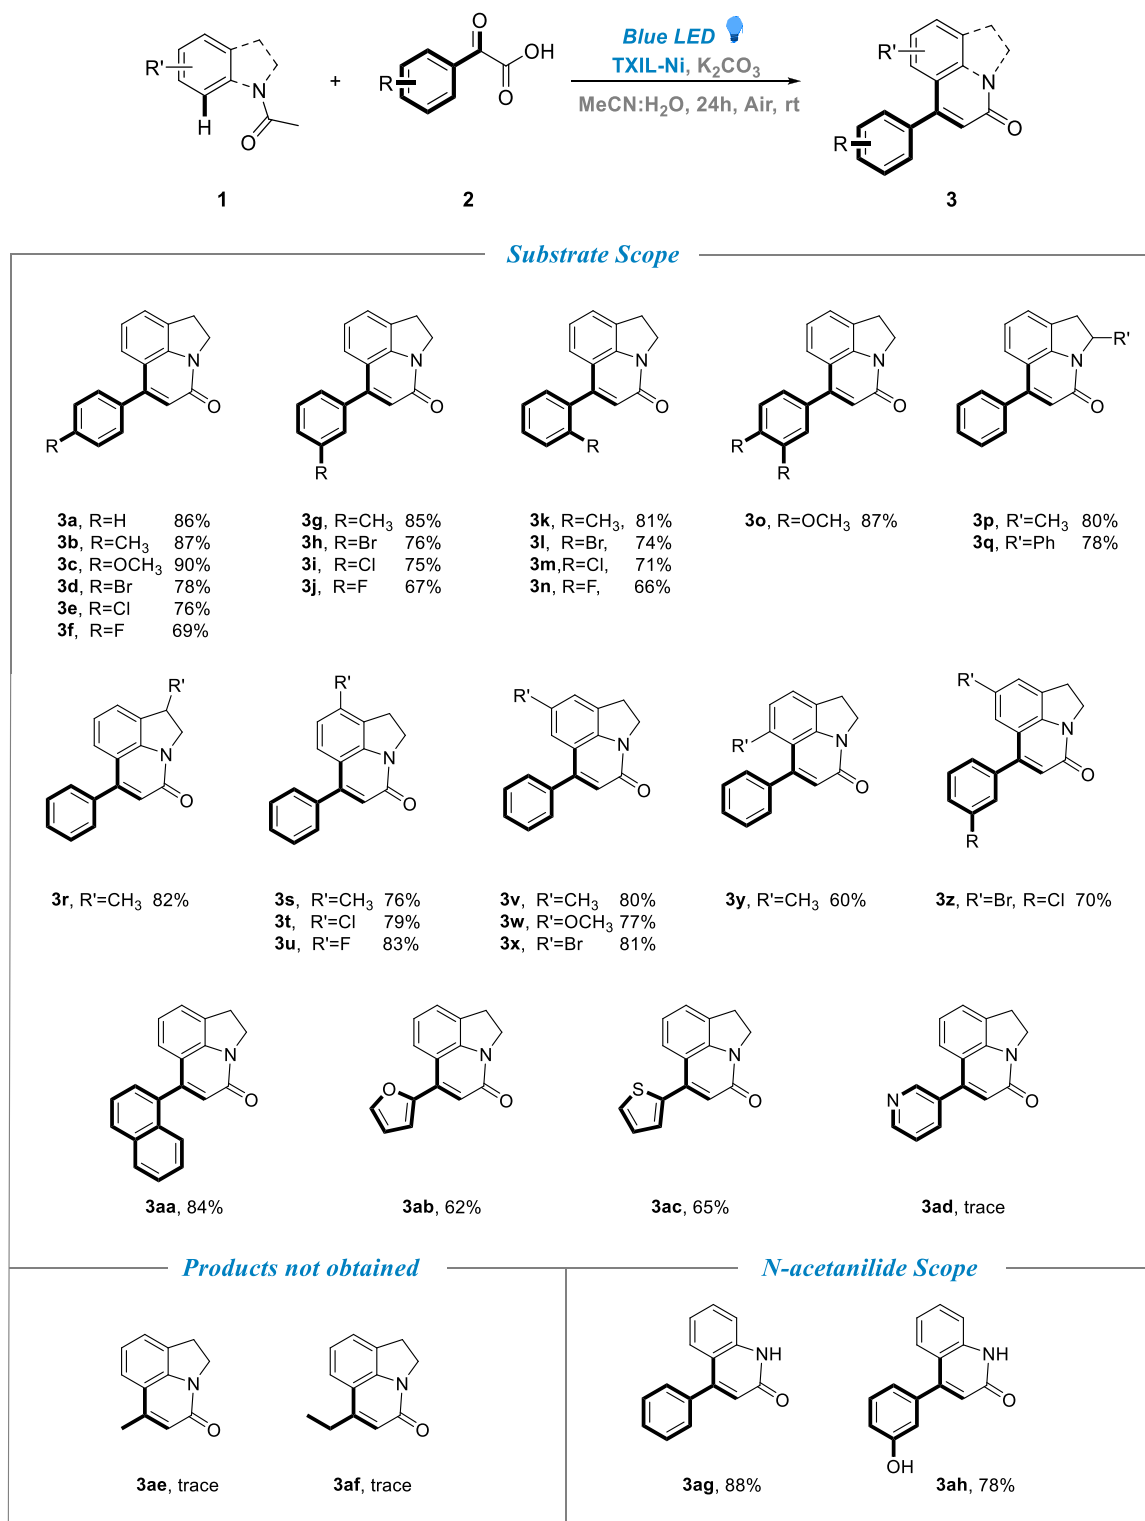 Blue LED
TXIL-Ni, K2CO3
MeCN:H2O, 24h, Air, rt
R'
N
H
O
+
R
O
OH
O
R'
N
O
R
1
2
3
Substrate Scope
N
O
R
N
O
R
N
O
R
N
O
R
R
R'
N
O
3a, R=H 86%
3b, R=CH3 87%
3c, R=OCH3 90%
3d, R=Br 78%
3e, R=Cl 76%
3f, R=F 69%
3g, R=CH3 85%
3h, R=Br 76%
3i, R=Cl 75%
3j, R=F 67%
3k, R=CH3, 81%
3l, R=Br, 74%
3m,R=Cl, 71%
3n, R=F, 66%
3o, R=OCH3 87%
3p, R'=CH3 80%
3q, R'=Ph 78%
R'
N
O
R'
N
O
R'
N
O
R'
N
O
R'
N
O
R
3r, R'=CH3 82%
3s, R'=CH3 76%
3t, R'=Cl 79%
3u, R'=F 83%
3v, R'=CH3 80%
3w, R'=OCH3 77%
3x, R'=Br 81%
3y, R'=CH3 60%
3z, R'=Br, R=Cl 70%
N
O
O
N
O
S
N
O
N
N
O
3aa, 84%
3ab, 62%
3ac, 65%
3ad, trace
Products not obtained
N-acetanilide Scope
N
O
N
O
NH
O
NH
O
OH
3ae, trace
3af, trace
3ag, 88%
3ah, 78%